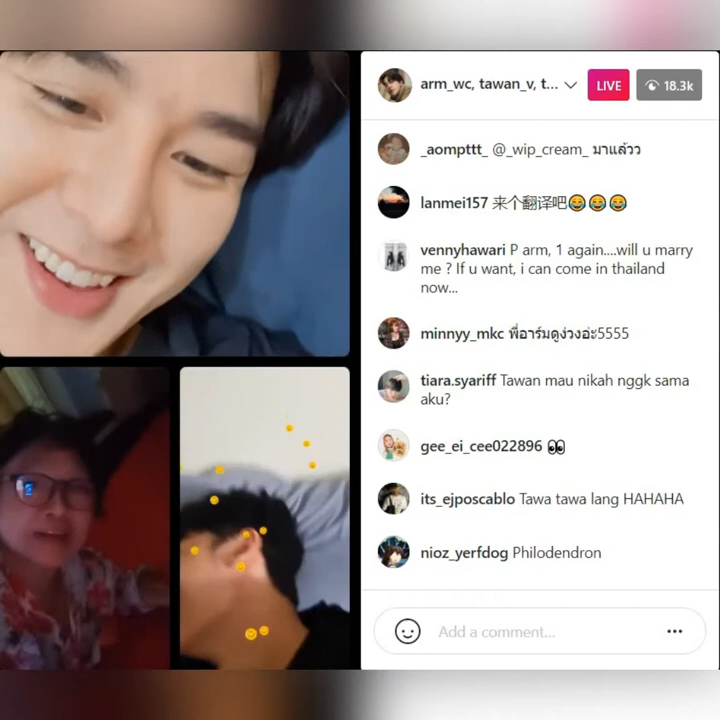 arm_wc, tawan_v, t...
LIVE
18.3k
_aompttt_ @_wip_cream_ มาแล้วว
lanmei157 来个翻译吧😂😂😂
vennyhawari P arm, 1 again....will u marry
me ? If u want, i can come in thailand
now...
minnyy_mkc พี่อาร์มดูง่วงอ่ะ5555
tiara.syariff Tawan mau nikah nggk sama
aku?
gee_ei_cee022896 👀
its_ejposcablo Tawa tawa lang HAHAHA
nioz_yerfdog Philodendron
Add a comment...